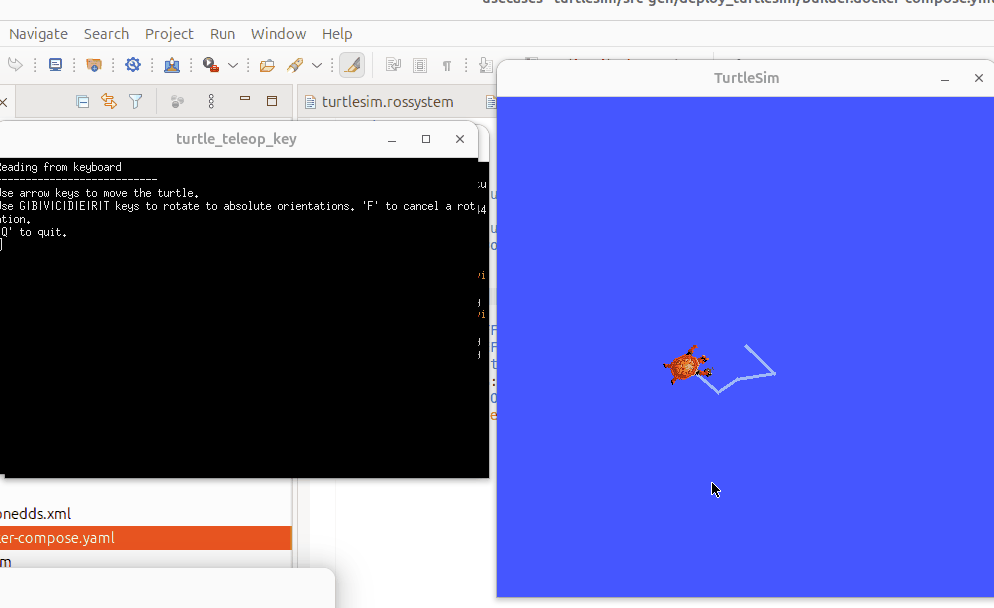 usecases - turtlesim/src-gen/deploy_turtlesim/builder.docker-compose.yaml
Navigate Search Project Run Window Help
TurtleSim
turtlesim.rossystem
turtle_teleop_key
Reading from keyboard
---------------------------
Use arrow keys to move the turtle.
Use G|B|V|C|D|E|R|T keys to rotate to absolute orientations. 'F' to cancel a rot
ation.
'Q' to quit.
onedds.xml
er-compose.yaml
m